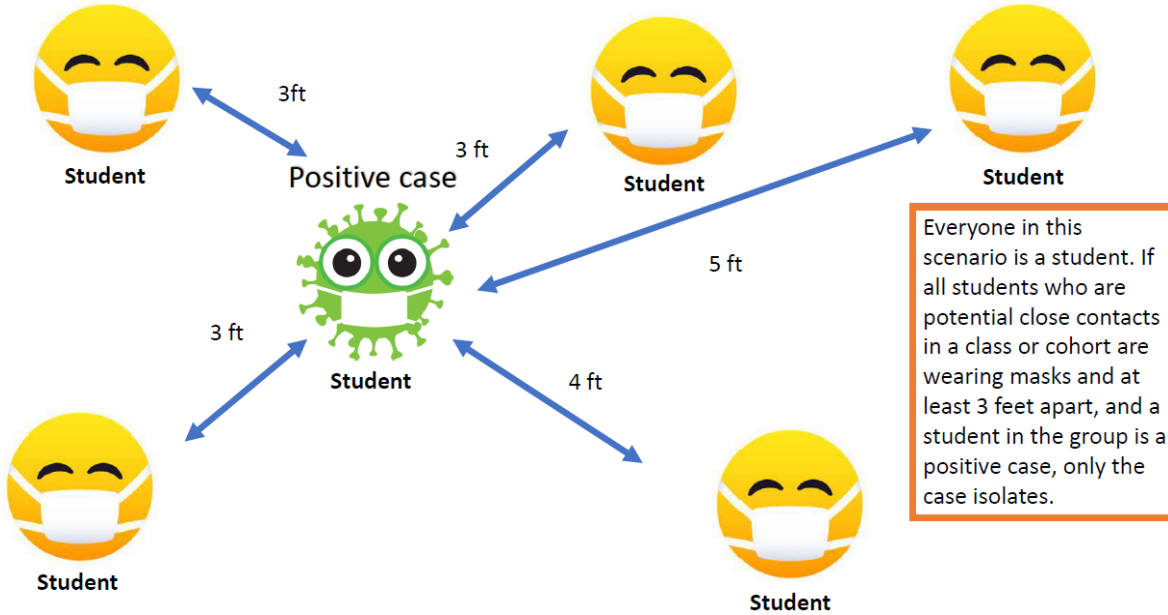 3ft
Student
3 ft
Student
Student
Positive case
Student
5 ft
3 ft
4 ft
Student
Student
Everyone in this
scenario is a student. If
all students who are
potential close contacts
in a class or cohort are
wearing masks and at
least 3 feet apart, and a
student in the group is a
positive case, only the
case isolates.